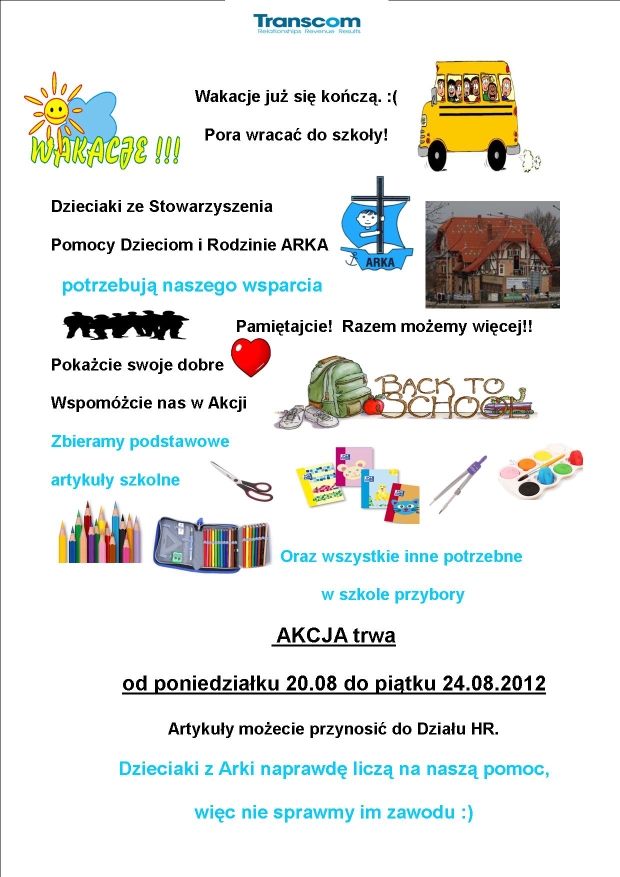 Transcom
Relationships Revenue Results
WAKACJE !!!
Wakacje już się kończą. :(
Pora wracać do szkoły!
Dzieciaki ze Stowarzyszenia
Pomocy Dzieciom i Rodzinie ARKA
ARKA
potrzebują naszego wsparcia
Pamiętajcie! Razem możemy więcej!!
Pokażcie swoje dobre
Wspomóżcie nas w Akcji
BACK TO
SCHOOL
Zbieramy podstawowe
artykuły szkolne
Oraz wszystkie inne potrzebne
w szkole przybory
AKCJA trwa
od poniedziałku 20.08 do piątku 24.08.2012
Artykuły możecie przynosić do Działu HR.
Dzieciaki z Arki naprawdę liczą na naszą pomoc,
więc nie sprawmy im zawodu :)